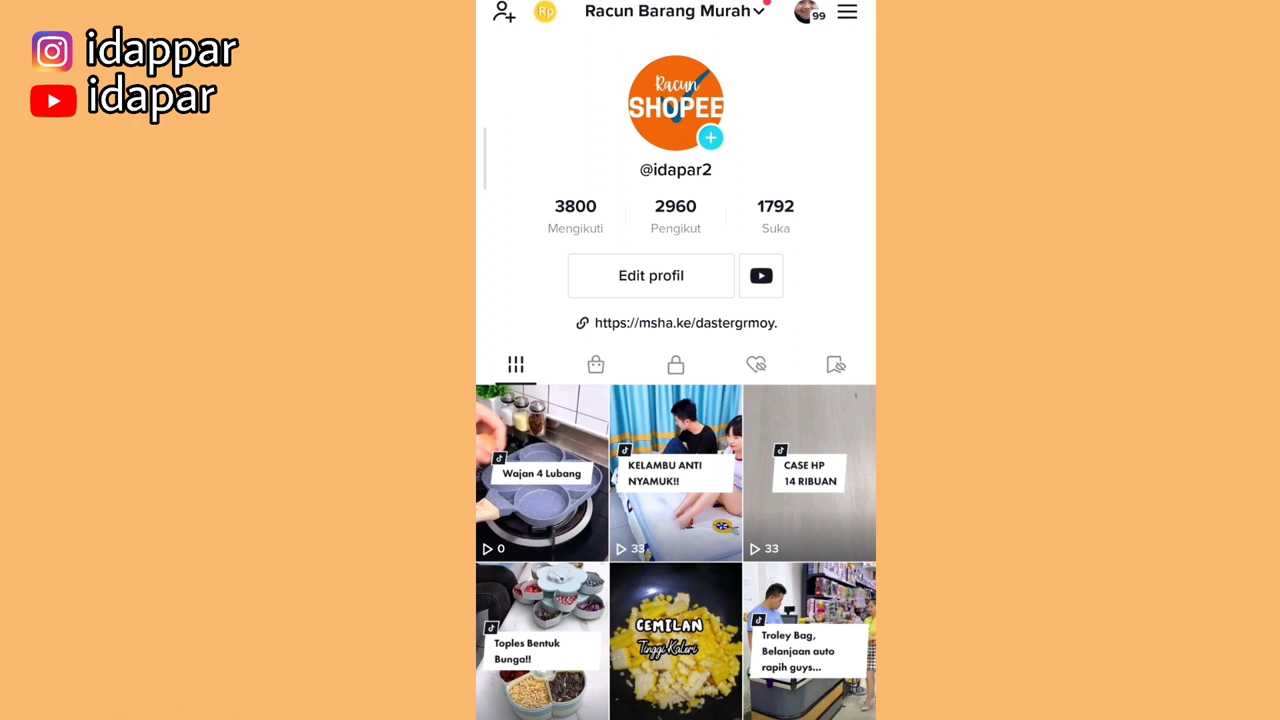 idappar
idapar
Rp
Racun Barang Murah
99
Racun
SHOPEE
@idapar2
3800
2960
1792
Mengikuti
Pengikut
Suka
Edit profil
https://msha.ke/dastergrmoy.
Wajan 4 Lubang
KELAMBU ANTI
NYAMUK!!
CASE HP
14 RIBUAN
0
33
33
Toples Bentuk
Bunga!!
CEMILAN
Tinggi Kalori
Troley Bag,
Belanjaan auto
rapih guys...